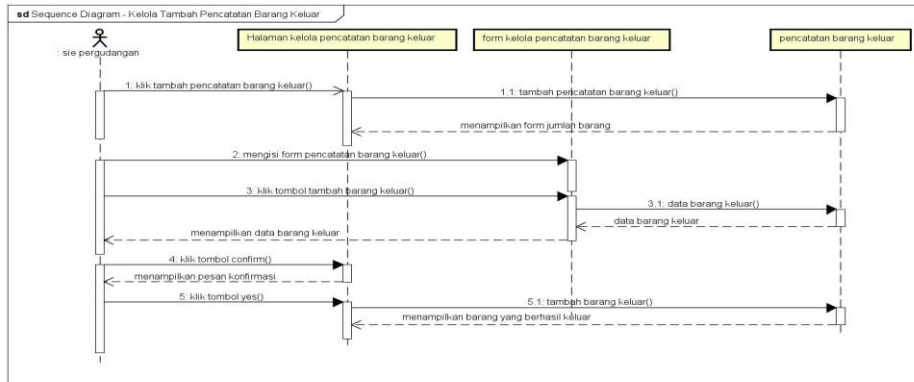 sd Sequence Diagram - Kelola Tambah Pencatatan Barang Keluar
: sie pergudangan
Halaman kelola pencatatan barang keluar
form kelola pencatatan barang keluar
pencatatan barang keluar
1: klik tambah pencatatan barang keluar()
1.1: tambah pencatatan barang keluar()
menampilkan form jumlan barang
2: mengisi form pencatatan barang keluar()
3: klik tombol tambah barang keluar()
3.1: data barang keluar()
data barang keluar
menampilkan data barang keluar
4: klik tombol confirm()
menampilkan pesan konfirmasi
5: klik tombol yes()
5.1: tambah barang keluar()
menampilkan barang yang berhasil keluar